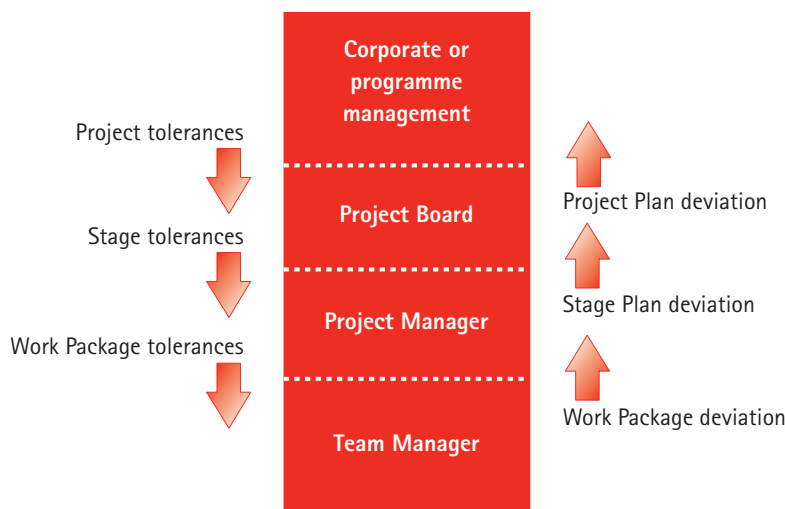 Corporate or
programme
management
Project tolerances
Project Plan deviation
Project Board
Stage tolerances
Stage Plan deviation
Project Manager
Work Package tolerances
Work Package deviation
Team Manager